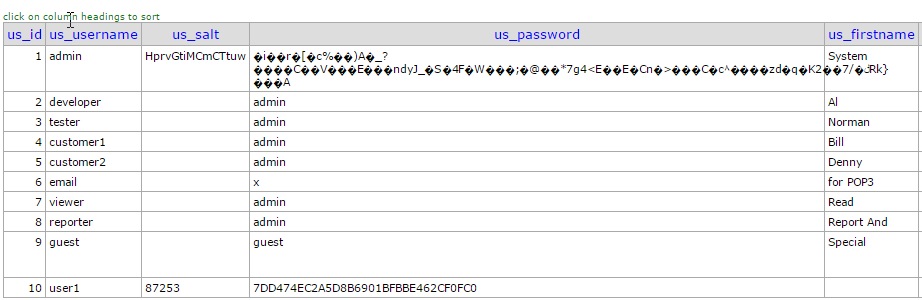 click on column headings to sort
us_id us_username us_salt us_password us_firstname
1 admin HprvGtiMCmCTtuw �i��r�[�c%��)A�_? System
����C��V���E���ndyJ_�S�4F�W���;�@��*7g4<E��E�Cn�>���C�c^����zd�q�K2��7/�
���A
2 developer admin Al
3 tester admin Norman
4 customer1 admin Bill
5 customer2 admin Denny
6 email x for POP3
7 viewer admin Read
8 reporter admin Report And
9 guest guest Special
10 user1 87253 7DD474EC2A5D8B6901BFBBE462CF0FC0